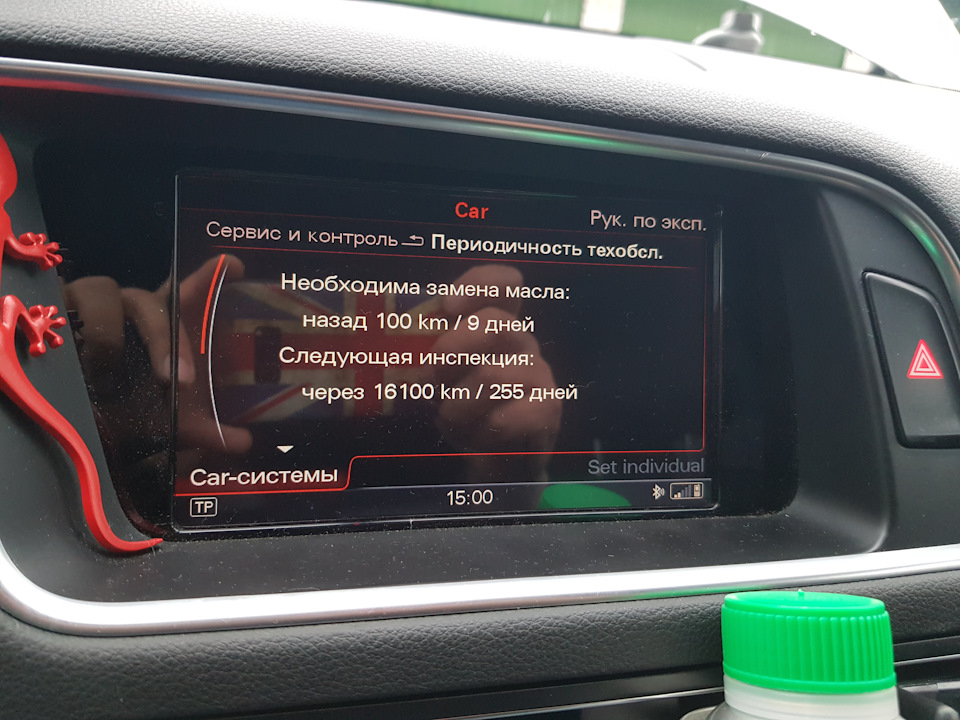 Car
Рук. по эксп.
Сервис и контроль Периодичность техобсл.
Необходима замена масла:
назад 100 km / 9 дней
Следующая инспекция:
через 16100 km / 255 дней
Car-системы
Set individual
TP
15:00